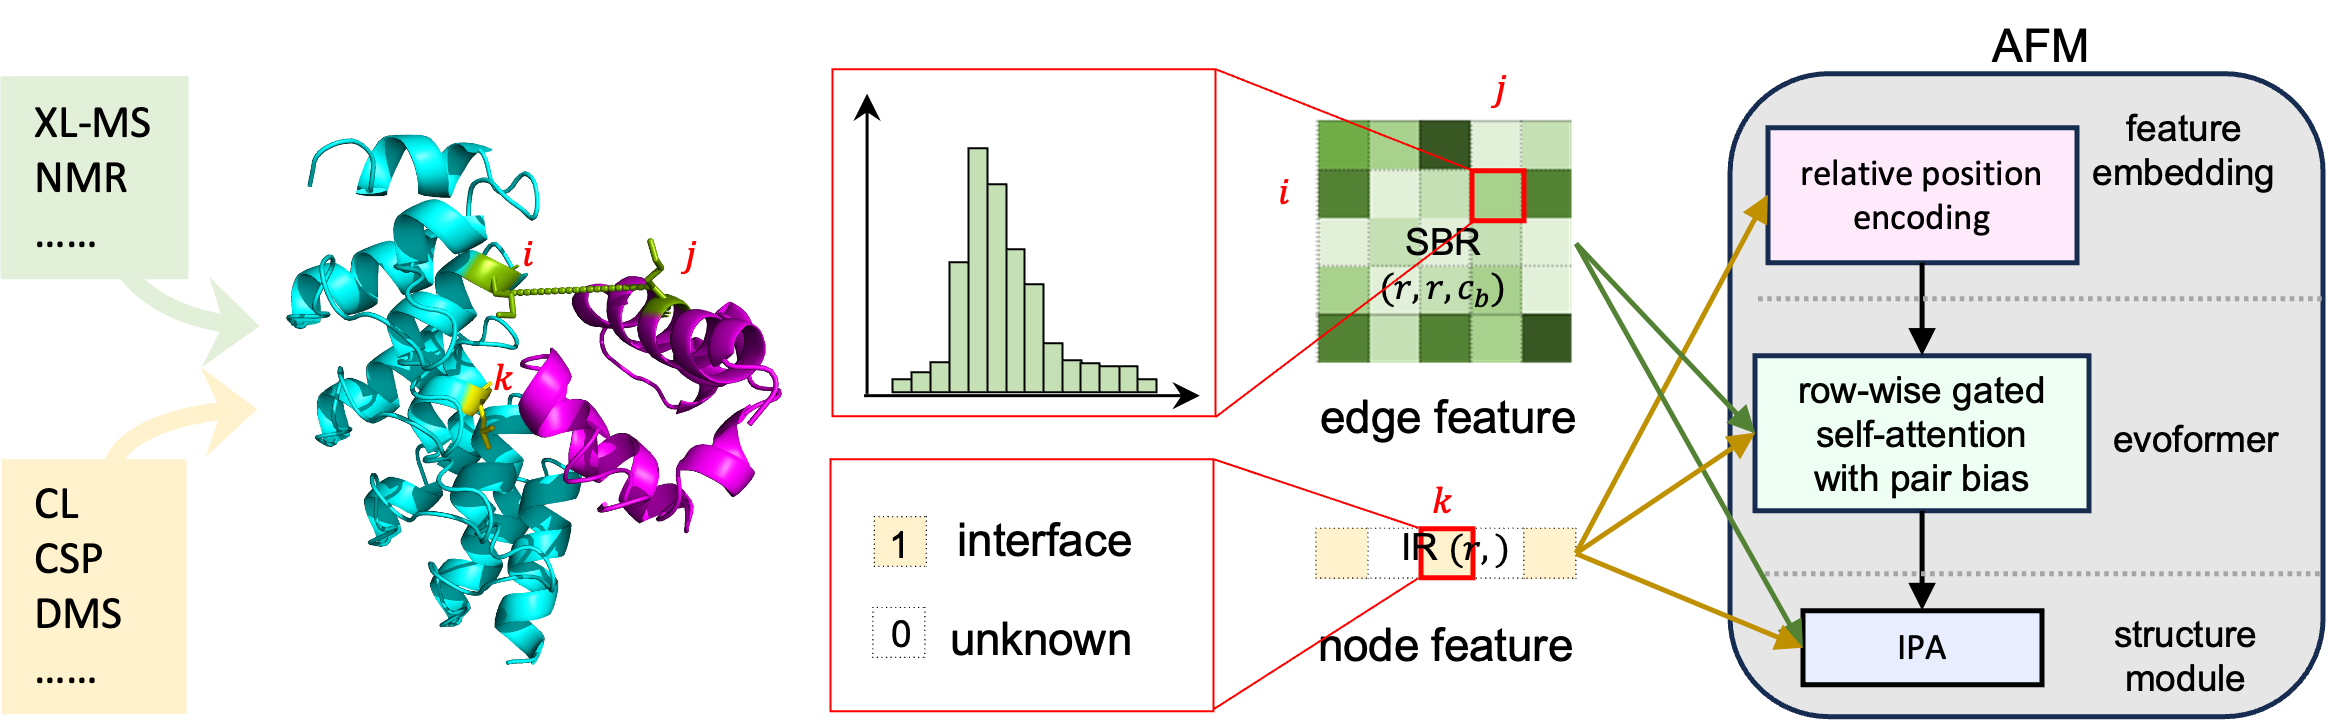 XL-MS
NMR
......
CL
CSP
DMS
......
i
j
k
j
i
SBR
(r, r, c_b)
edge feature
1 interface
0 unknown
k
IR (r, )
node feature
AFM
feature
embedding
relative position
encoding
row-wise gated
self-attention
with pair bias
evoformer
IPA
structure
module